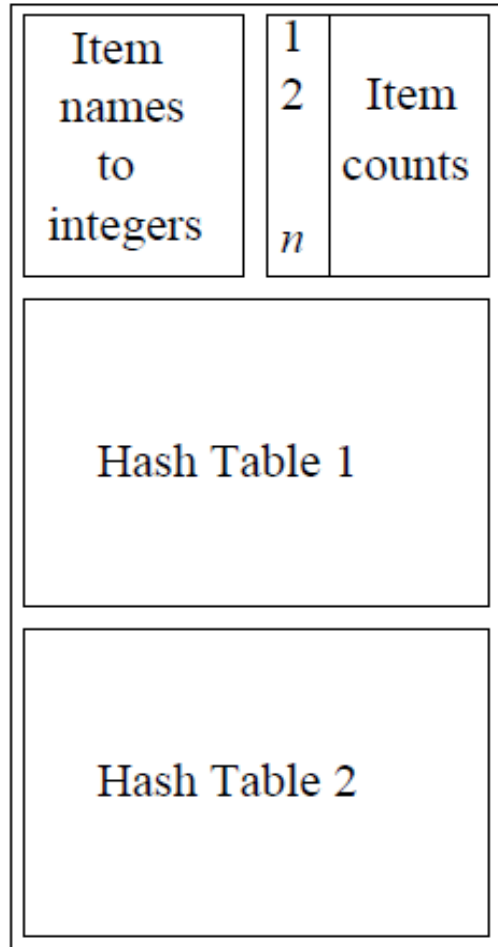 Item
names
to
integers
1
2
n
Item
counts
Hash Table 1
Hash Table 2